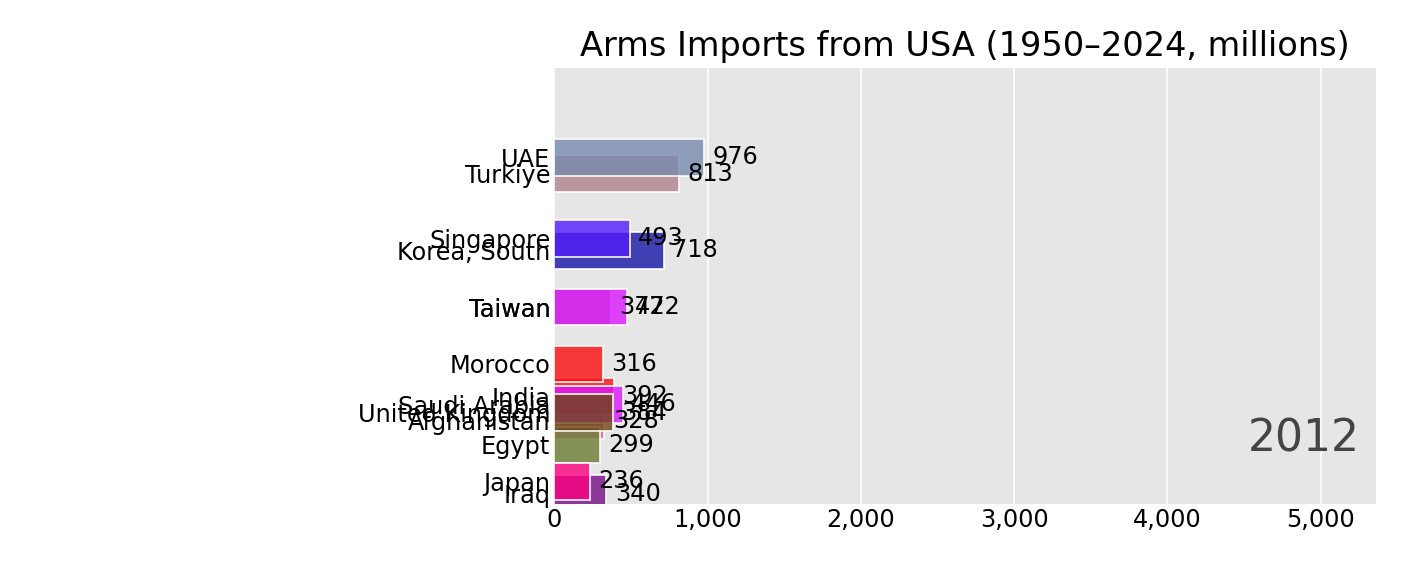 Arms Imports from USA (1950–2024, millions)
UAE 976
Turkiye 813
Singapore 493
Korea, South 718
Taiwan 422
Morocco 316
India 392
Saudi Arabia 446
United Kingdom
Afghanistan 328
Egypt 299
Japan 236
Iraq 340
2012
0 1,000 2,000 3,000 4,000 5,000